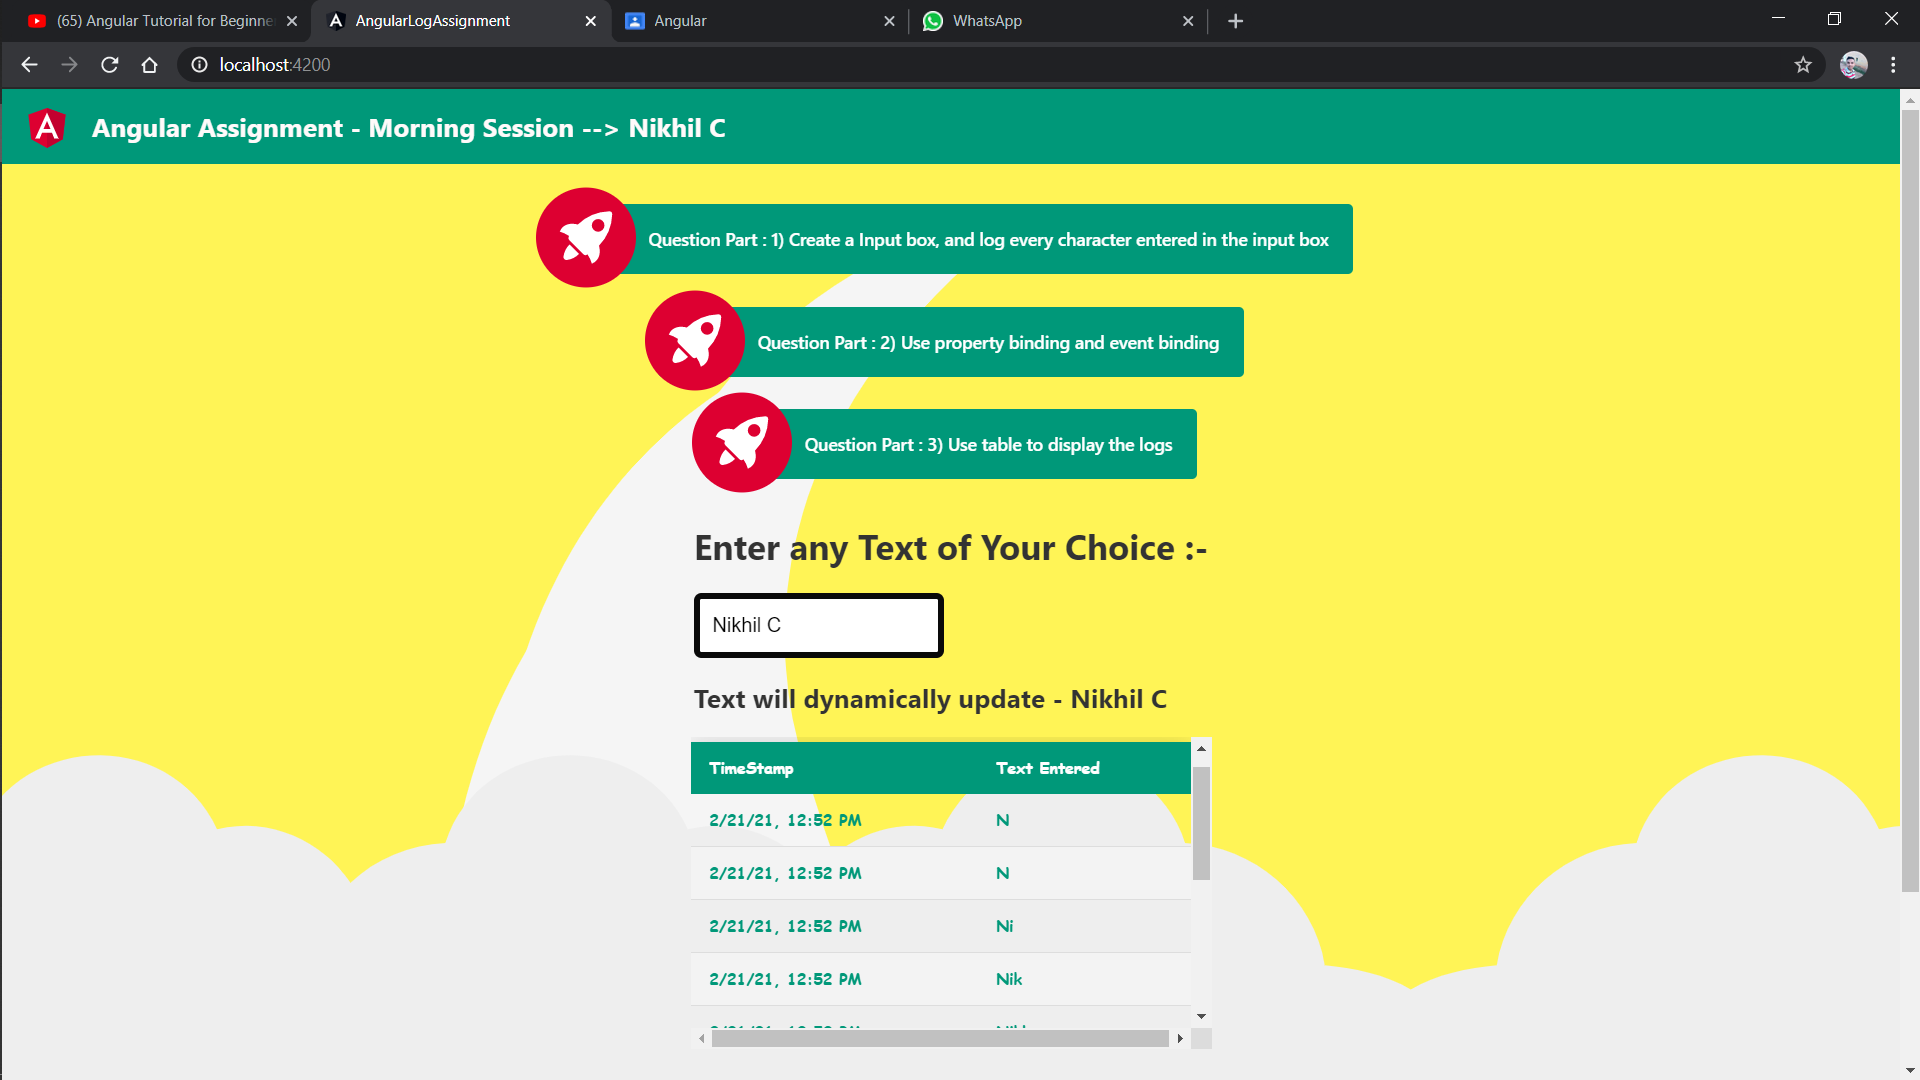 (65) Angular Tutorial for Beginne
AngularLogAssignment
Angular
WhatsApp
localhost:4200
Angular Assignment - Morning Session --> Nikhil C
Question Part : 1) Create a Input box, and log every character entered in the input box
Question Part : 2) Use property binding and event binding
Question Part : 3) Use table to display the logs
Enter any Text of Your Choice :-
Nikhil C
Text will dynamically update - Nikhil C
TimeStamp Text Entered
2/21/21, 12:52 PM N
2/21/21, 12:52 PM N
2/21/21, 12:52 PM Ni
2/21/21, 12:52 PM Nik